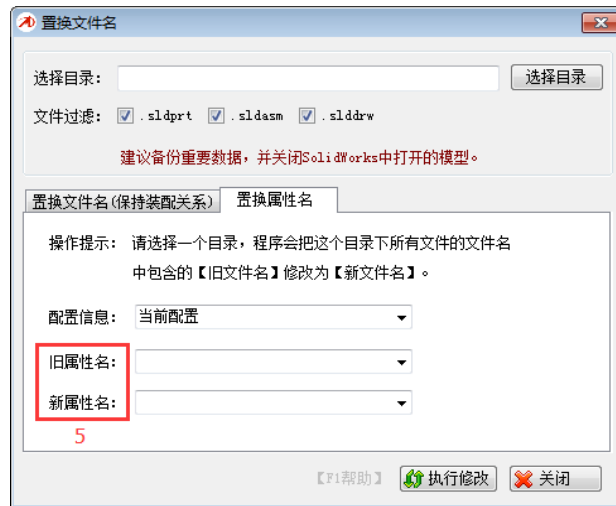 置换文件名
选择目录： 选择目录
文件过滤： .sldprt .sldasm .slddrw
建议备份重要数据，并关闭SolidWorks中打开的模型。
置换文件名(保持装配关系) 置换属性名
操作提示： 请选择一个目录，程序会把这个目录下所有文件的文件名
中包含的【旧文件名】修改为【新文件名】。
配置信息： 当前配置
旧属性名：
新属性名：
5
【F1帮助】 执行修改 关闭